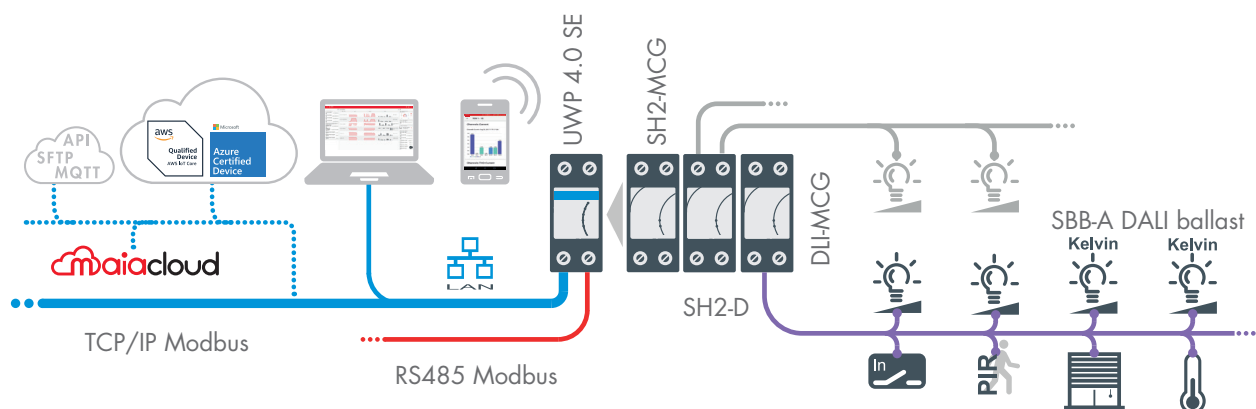 UWP 4.0 SE
SH2-MCG
API
SFTP
MQTT
aws
Qualified
Device
AWS IoT Core
Microsoft
Azure
Certified
Device
DLI-MCG
SBB-A DALI ballast
Kelvin
Kelvin
maiacloud
LAN
SH2-D
TCP/IP Modbus
RS485 Modbus
In
PIR